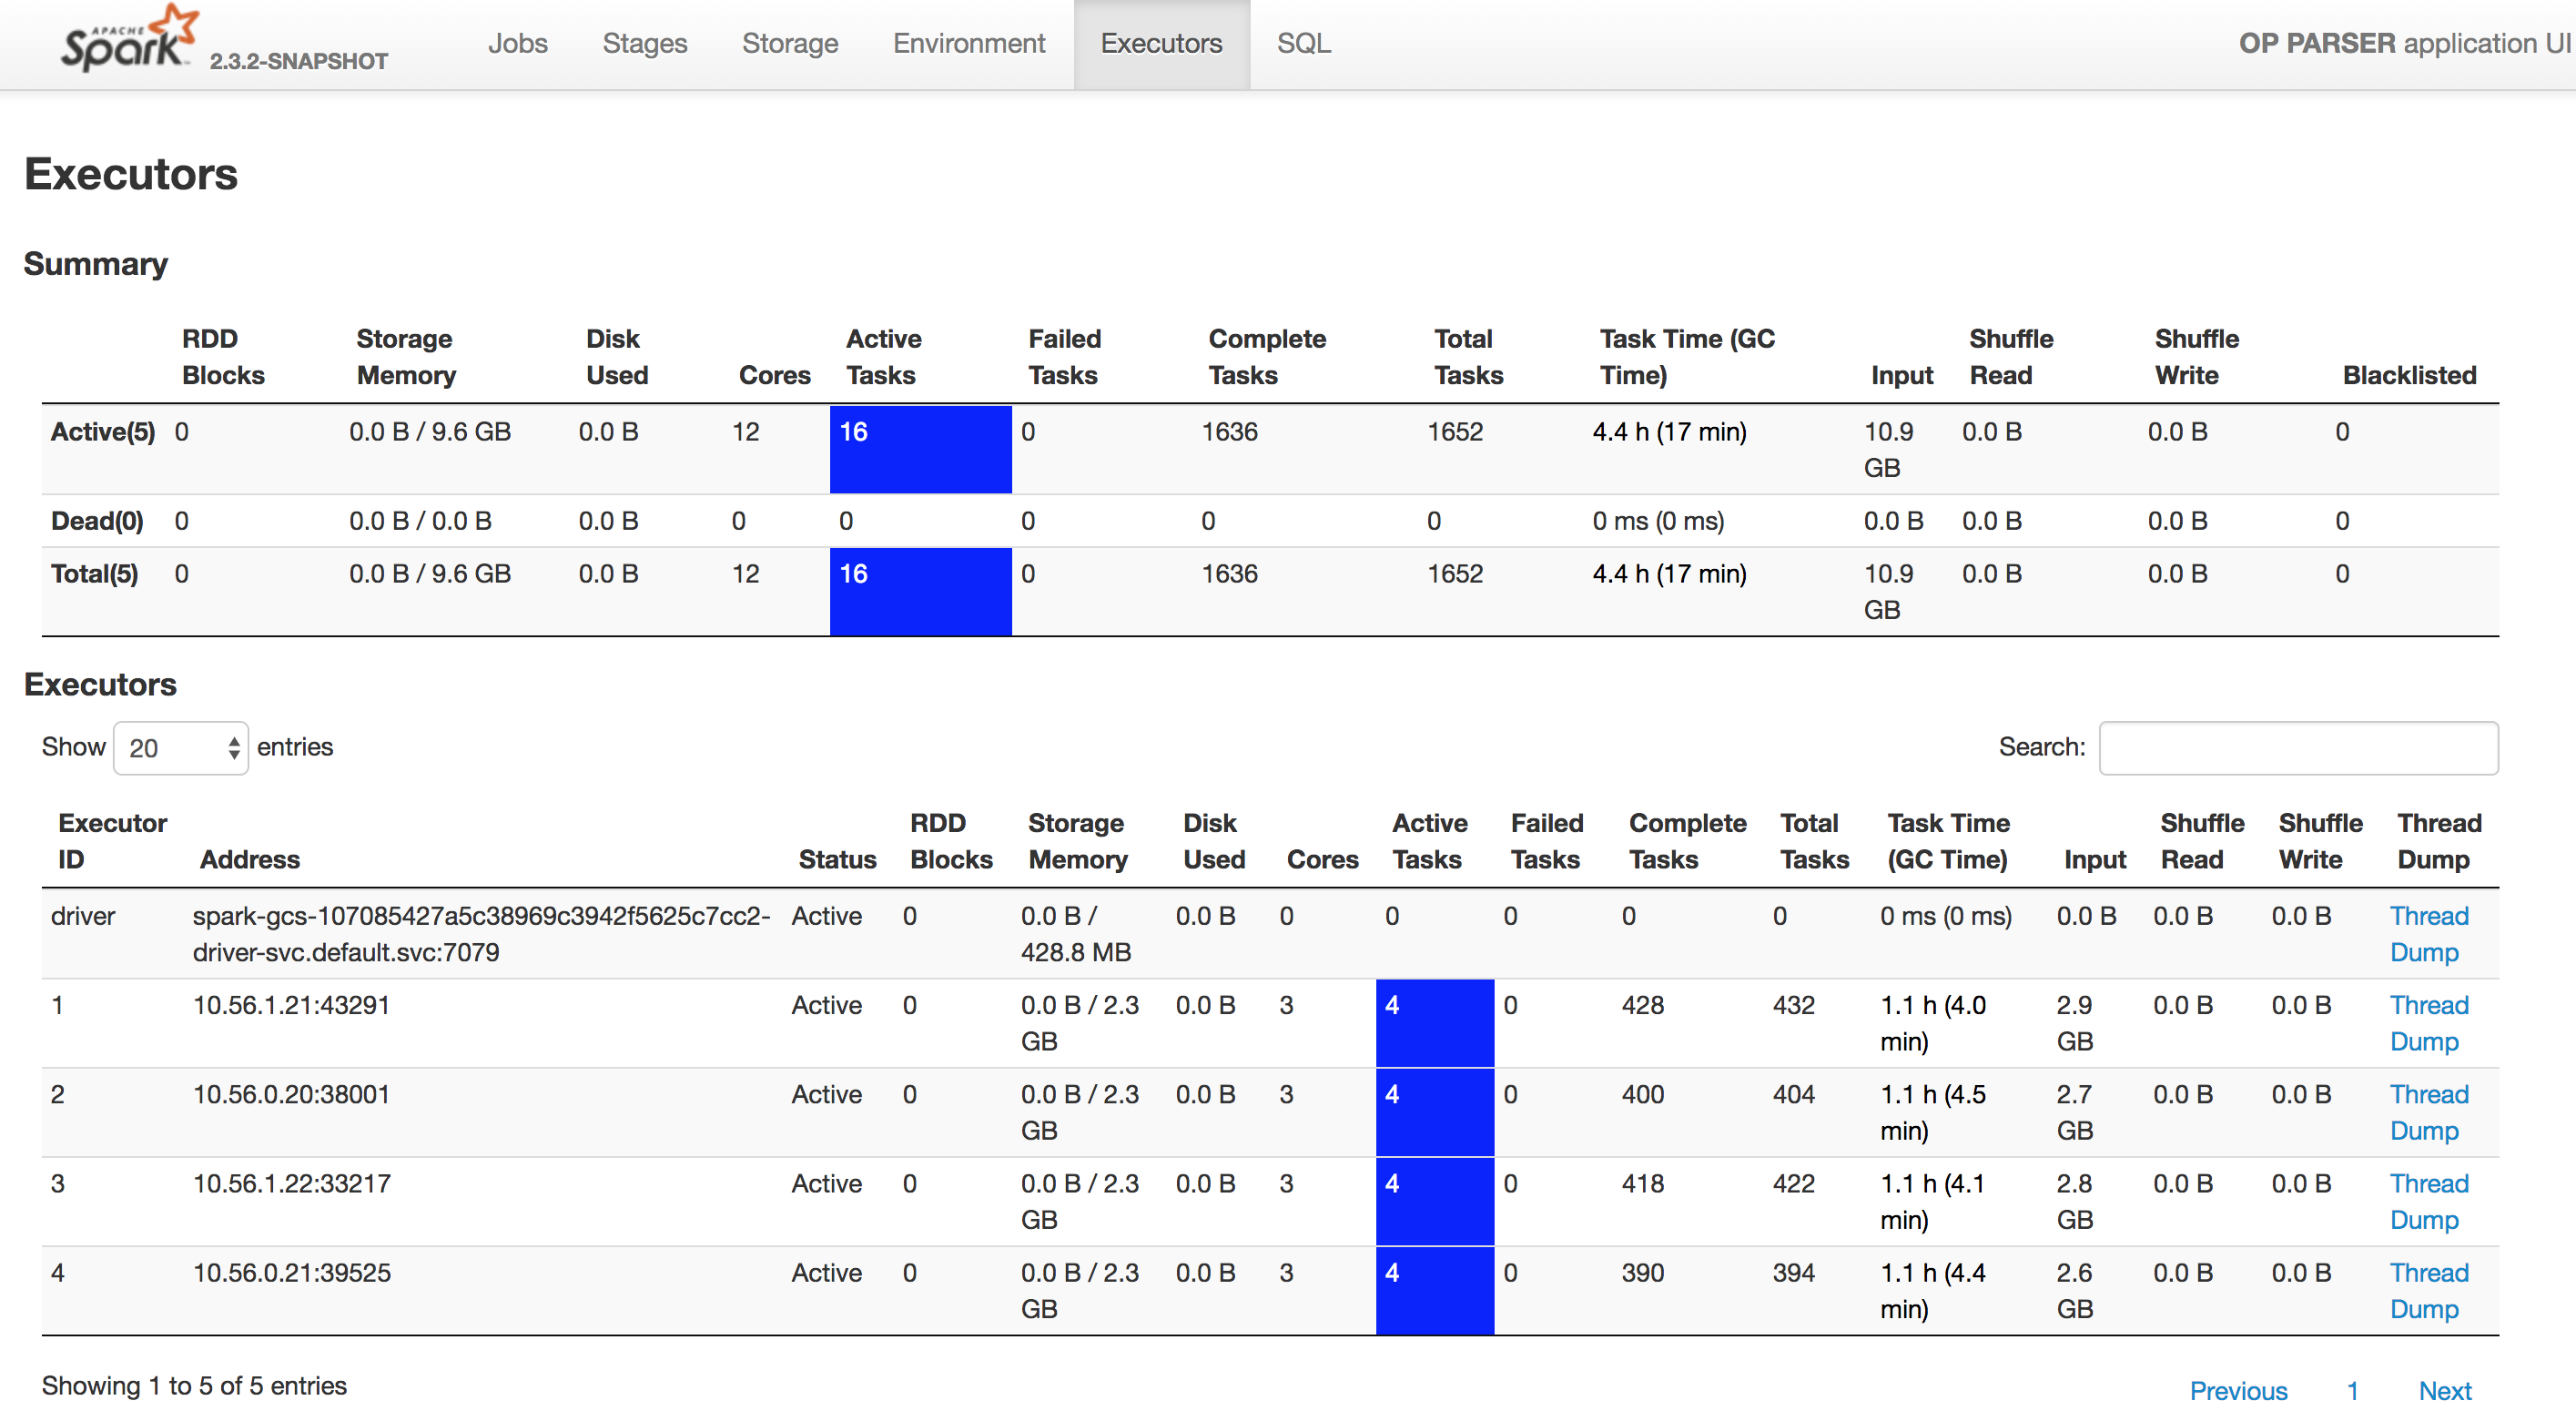 APACHE
Spark 2.3.2-SNAPSHOT Jobs Stages Storage Environment Executors SQL OP PARSER application UI
Executors
Summary
RDD Blocks Storage Memory Disk Used Cores Active Tasks Failed Tasks Complete Tasks Total Tasks Task Time (GC Time) Input Shuffle Read Shuffle Write Blacklisted
Active(5) 0 0.0 B / 9.6 GB 0.0 B 12 16 0 1636 1652 4.4 h (17 min) 10.9 GB 0.0 B 0.0 B 0
Dead(0) 0 0.0 B / 0.0 B 0.0 B 0 0 0 0 0 0 ms (0 ms) 0.0 B 0.0 B 0.0 B 0
Total(5) 0 0.0 B / 9.6 GB 0.0 B 12 16 0 1636 1652 4.4 h (17 min) 10.9 GB 0.0 B 0.0 B 0
Executors
Show 20 entries Search:
Executor ID Address Status RDD Blocks Storage Memory Disk Used Cores Active Tasks Failed Tasks Complete Tasks Total Tasks Task Time (GC Time) Input Shuffle Read Shuffle Write Thread Dump
driver spark-gcs-107085427a5c38969c3942f5625c7cc2-driver-svc.default.svc:7079 Active 0 0.0 B / 428.8 MB 0.0 B 0 0 0 0 0 0 ms (0 ms) 0.0 B 0.0 B 0.0 B Thread Dump
1 10.56.1.21:43291 Active 0 0.0 B / 2.3 GB 0.0 B 3 4 0 428 432 1.1 h (4.0 min) 2.9 GB 0.0 B 0.0 B Thread Dump
2 10.56.0.20:38001 Active 0 0.0 B / 2.3 GB 0.0 B 3 4 0 400 404 1.1 h (4.5 min) 2.7 GB 0.0 B 0.0 B Thread Dump
3 10.56.1.22:33217 Active 0 0.0 B / 2.3 GB 0.0 B 3 4 0 418 422 1.1 h (4.1 min) 2.8 GB 0.0 B 0.0 B Thread Dump
4 10.56.0.21:39525 Active 0 0.0 B / 2.3 GB 0.0 B 3 4 0 390 394 1.1 h (4.4 min) 2.6 GB 0.0 B 0.0 B Thread Dump
Showing 1 to 5 of 5 entries Previous 1 Next